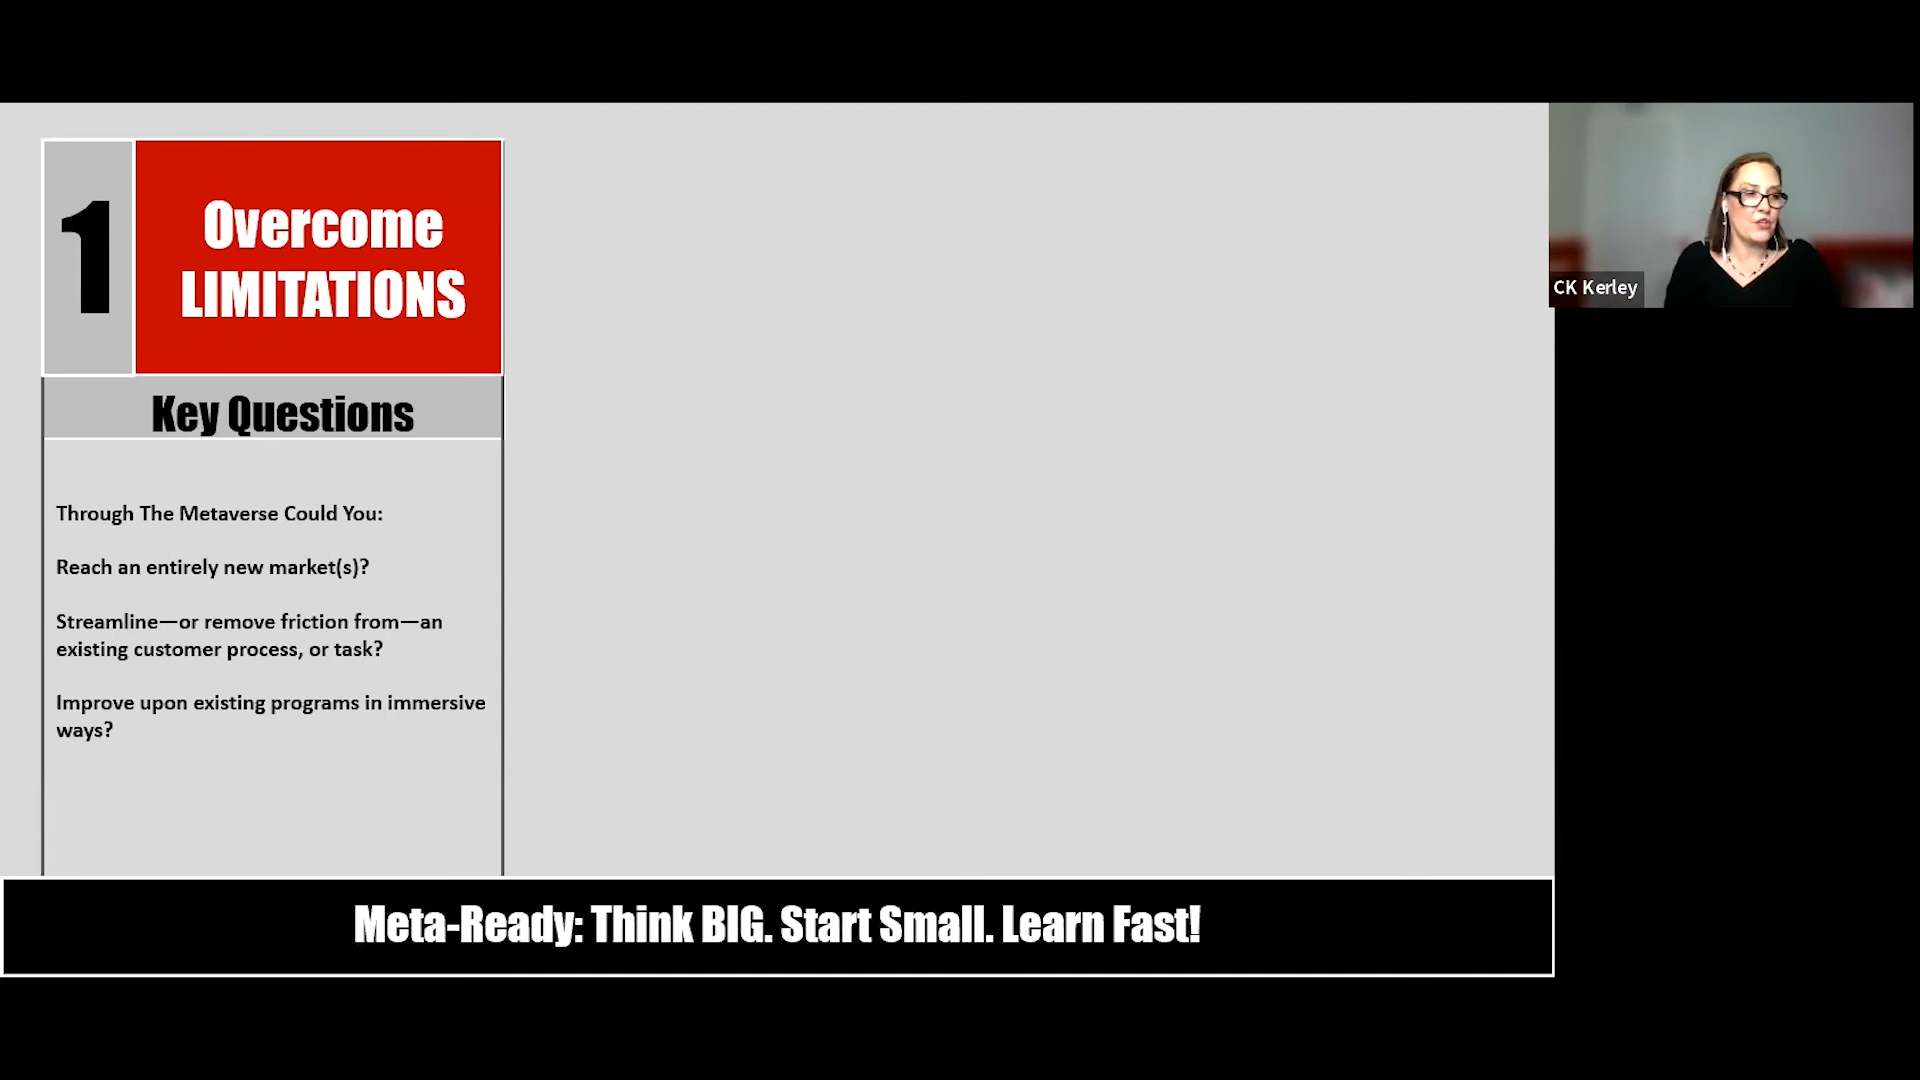 1
Overcome
LIMITATIONS
Key Questions
Through The Metaverse Could You:
Reach an entirely new market(s)?
Streamline—or remove friction from—an
existing customer process, or task?
Improve upon existing programs in immersive
ways?
Meta-Ready: Think BIG. Start Small. Learn Fast!
CK Kerley